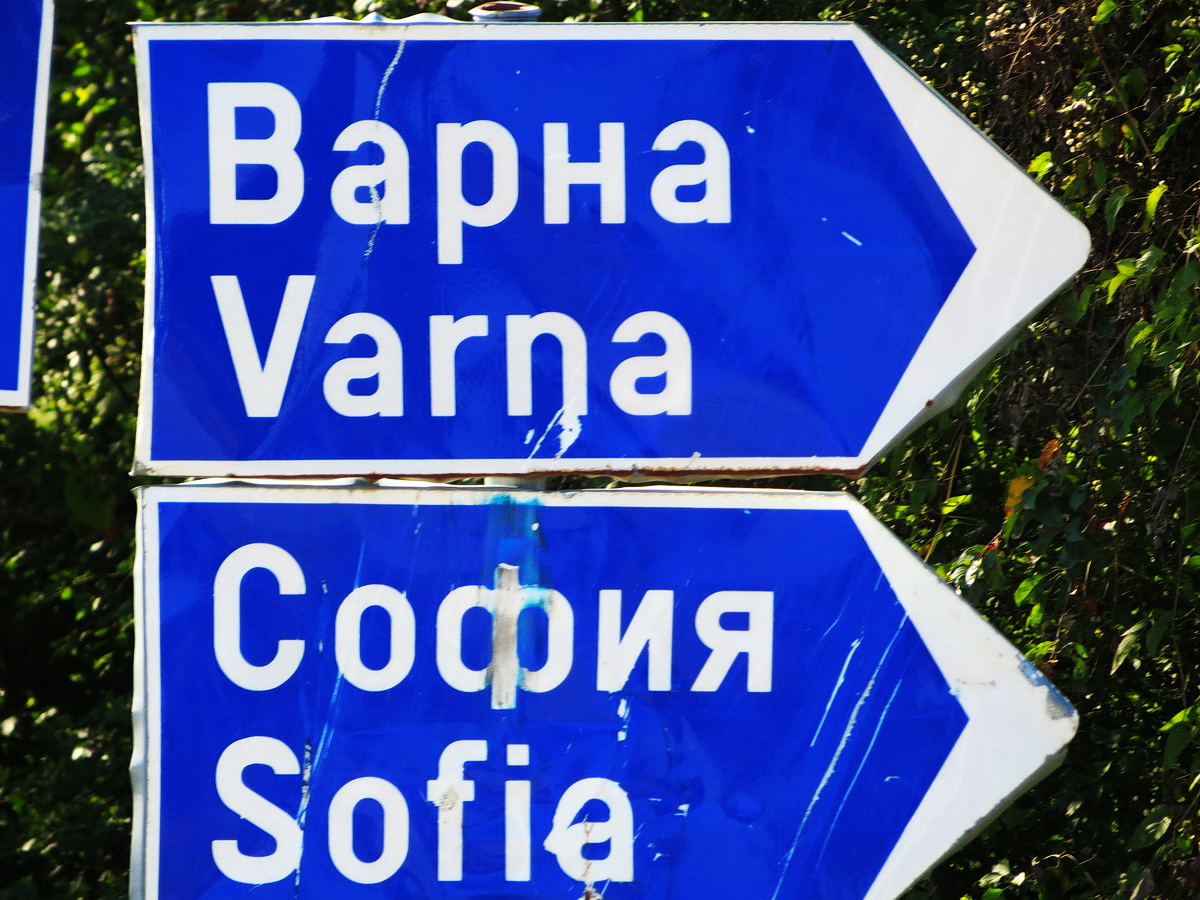 Варна
Varna
София
Sofia